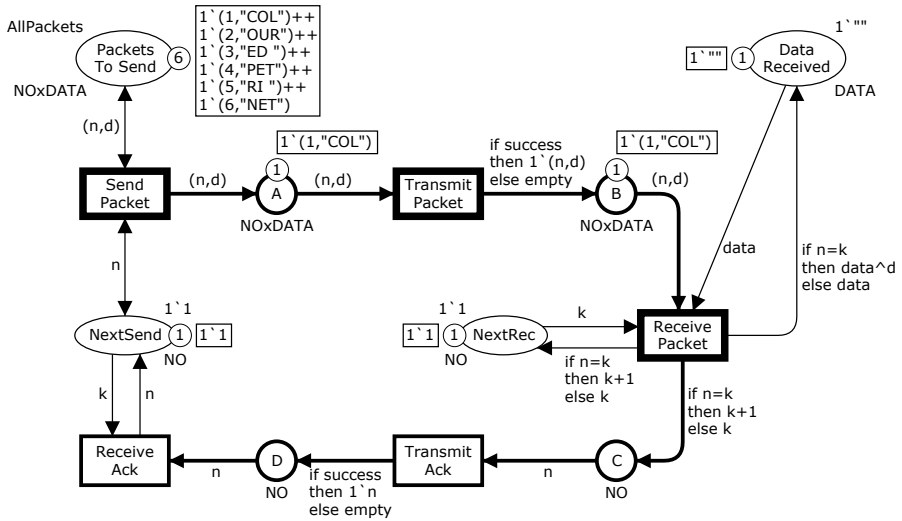 AllPackets
Packets
To Send
6
1`(1,"COL")++
1`(2,"OUR")++
1`(3,"ED ")++
1`(4,"PET")++
1`(5,"RI ")++
1`(6,"NET")
NOxDATA
1`""
1`""
1
Data
Received
DATA
(n,d)
1`(1,"COL")
1
A
NOxDATA
Send
Packet
(n,d)
(n,d)
Transmit
Packet
if success
then 1`(n,d)
else empty
1`(1,"COL")
1
B
(n,d)
NOxDATA
data
if n=k
then data^d
else data
n
1`1
NextSend
1
1`1
NO
1`1
1`1
1
NextRec
NO
k
if n=k
then k+1
else k
Receive
Packet
if n=k
then k+1
else k
k
n
Receive
Ack
n
D
NO
if success
then 1`n
else empty
Transmit
Ack
n
C
NO